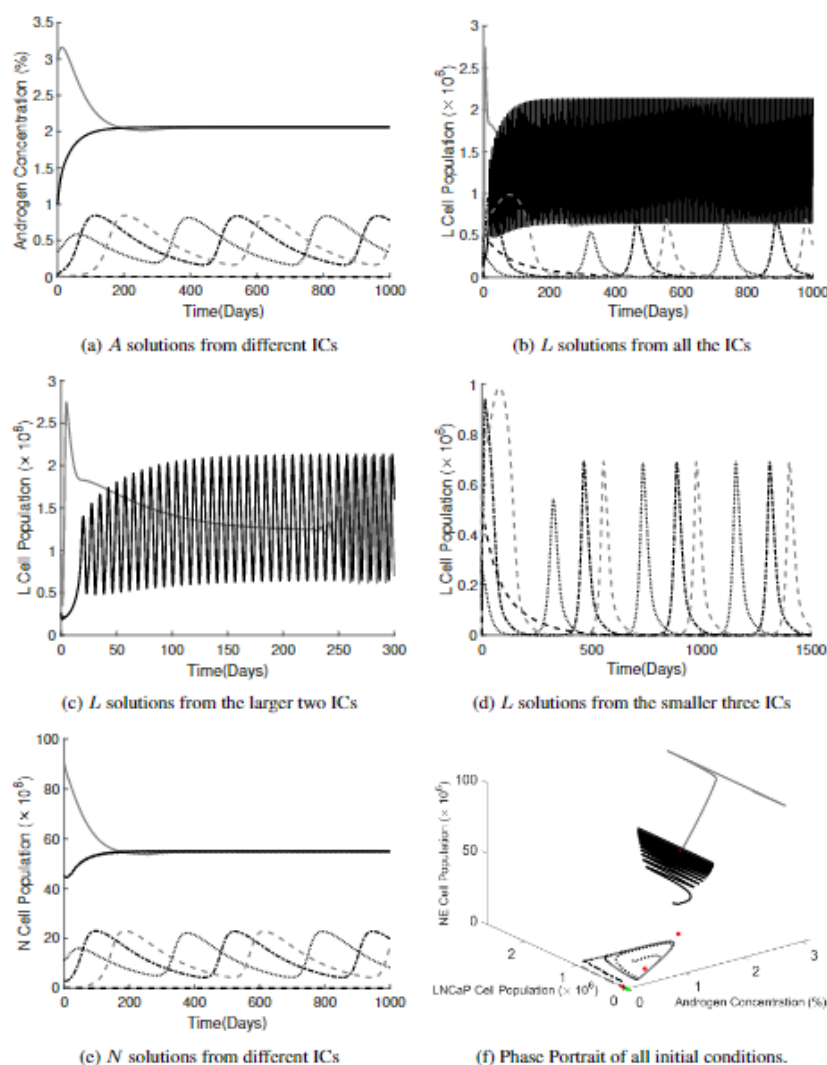 Androgen Concentration (%)
3.5
3
2.5
2
1.5
1
0.5
0
0 200 400 600 800 1000
Time(Days)
(a) A solutions from different ICs
L Cell Population (× 10⁶)
3
2.5
2
1.5
1
0.5
0
0 200 400 600 800 1000
Time(Days)
(b) L solutions from all the ICs
L Cell Population (× 10⁶)
3
2.5
2
1.5
1
0.5
0
0 50 100 150 200 250 300
Time(Days)
(c) L solutions from the larger two ICs
L Cell Population (× 10⁶)
1
0.8
0.6
0.4
0.2
0
0 500 1000 1500
Time(Days)
(d) L solutions from the smaller three ICs
N Cell Population (× 10⁶)
100
80
60
40
20
0
0 200 400 600 800 1000
Time(Days)
(e) N solutions from different ICs
NE Cell Population (× 10⁶)
100
50
0
2
1
0
LNCaP Cell Population (× 10⁶)
0
1
2
3
Androgen Concentration (%)
(f) Phase Portrait of all initial conditions.